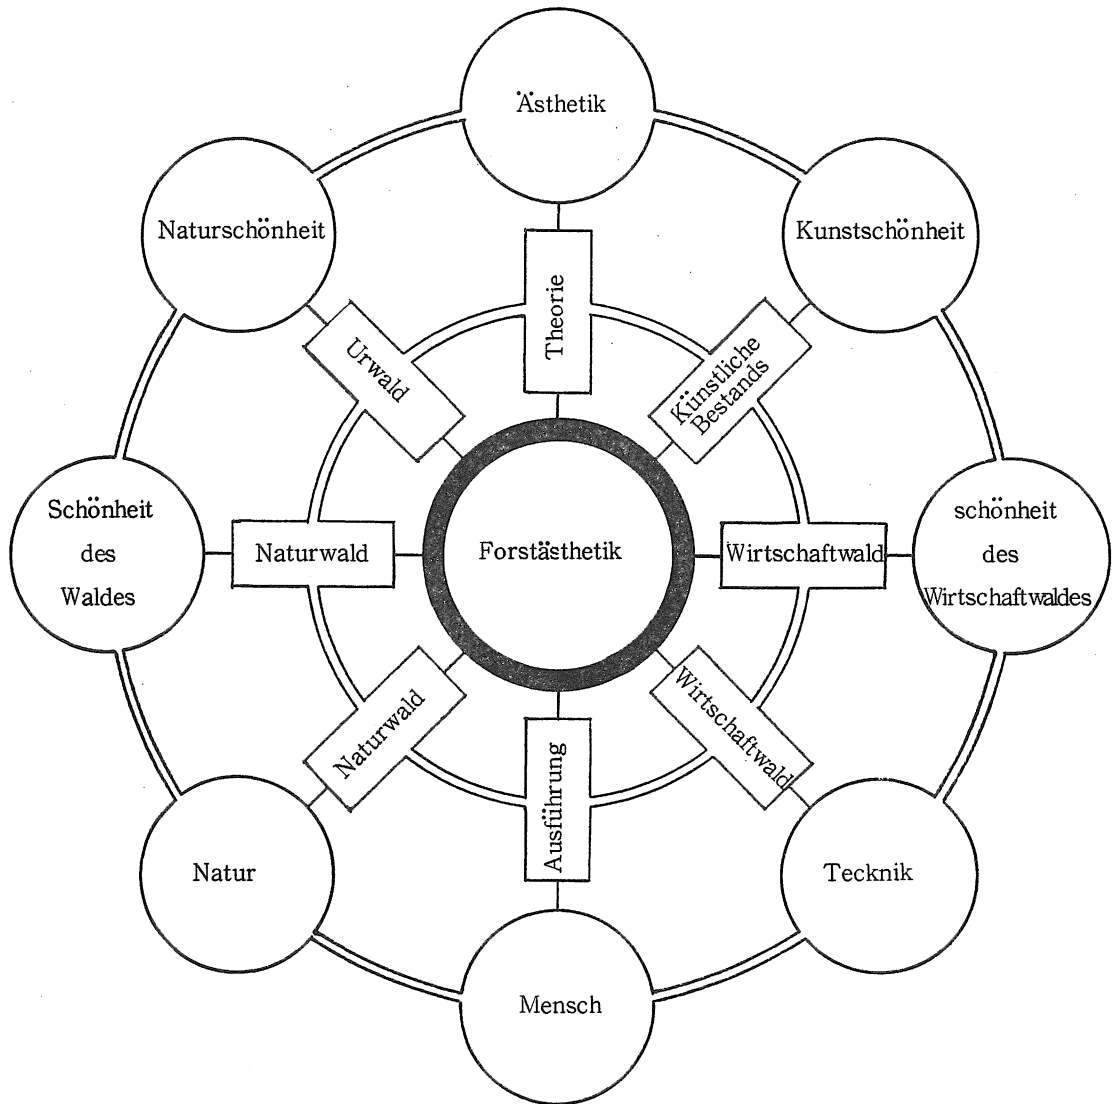 Ästhetik
Naturschönheit
Kunstschönheit
Theorie
Urwald
Künstliche
Bestands
Schönheit
des
Waldes
Naturwald
Forstästhetik
Wirtschaftwald
schönheit
des
Wirtschaftwaldes
Naturwald
Wirtschaftwald
Ausführung
Natur
Tecknik
Mensch